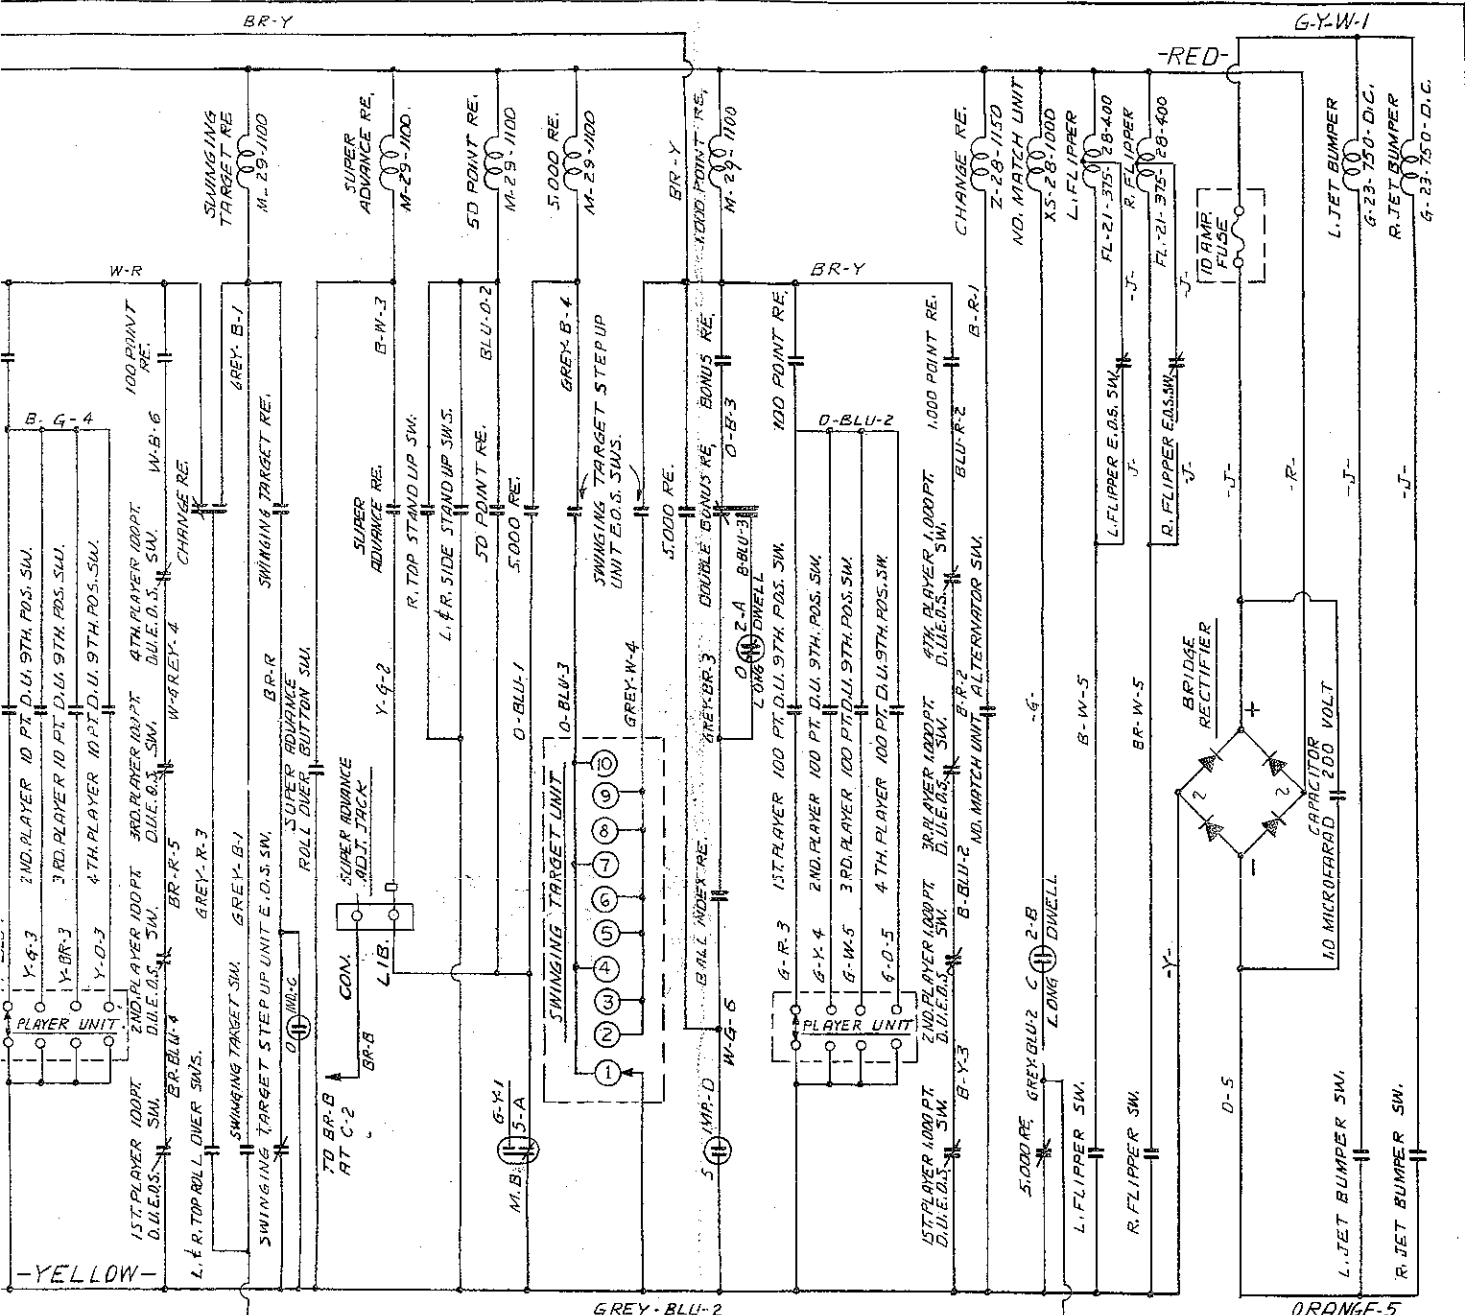 BR-Y
G-Y-W-1
-RED-
SWINGING
TARGET RE
M-29-1100
SUPER
ADVANCE RE.
M-29-1100.
50 POINT RE.
M-29-1100
5,000 RE.
M-29-1100
BR-Y
1,000 POINT RE,
M-29-1100
CHANGE RE.
Z-28-1150
NO. MATCH UNIT
XS-28-1000
L. FLIPPER
FL-21-375-28-400
R. FLIPPER
FL-21-375-28-400
10 AMP.
FUSE
L. JET BUMPER
G-23-750-D.C.
R. JET BUMPER
G-23-750-D.C.
W-R
100 POINT
RE.
GREY-B-1
B-W-3
BLU-O-2
GREY-B-4
SWINGING TARGET STEP UP
UNIT E.O.S. SWS.
BR-Y
BONUS RE,
100 POINT RE,
1,000 POINT RE.
B-R-1
-J-
-J-
B-G-4
W-B-6
CHANGE RE.
SWINGING TARGET RE.
SUPER
ADVANCE RE.
R. TOP STAND UP SW.
L. & R. SIDE STAND UP SWS.
50 POINT RE.
5,000 RE.
5,000 RE.
DOUBLE BONUS RE,
O-B-3
O-BLU-2
BLU-R-2
L. FLIPPER E.O.S. SW.
-J-
R. FLIPPER E.O.S. SW.
-J-
-J-
-R-
-J-
-J-
2ND. PLAYER 10 PT. D.U. 9TH. POS. SW.
3RD. PLAYER 10 PT. D.U. 9TH. POS. SW.
4TH. PLAYER 10 PT. D.U. 9TH. POS. SW.
4TH. PLAYER 100 PT.
D.U.E.O.S. SW.
W-GREY-4
3RD. PLAYER 100 PT
D.U.E.O.S. SW.
BR-R-5
2ND. PLAYER 100 PT
D.U.E.O.S. SW.
BR-BLU-4
1ST. PLAYER 100 PT.
D.U.E.O.S. SW.
GREY-R-3
L. & R. TOP ROLL OVER SWS.
GREY-B-1
SWINGING TARGET SW.
BR-R
SWINGING TARGET STEP UP UNIT E.O.S. SW.
SUPER ADVANCE
ROLL OVER BUTTON SW.
O IND-C
Y-G-2
SUPER ADVANCE
ADJ. JACK
CON.
LIB.
BR-B
TO BR-B
AT C-2
O-BLU-1
G-Y-1
M.B. 5-A
O-BLU-3
GREY-W-4
SWINGING TARGET UNIT
10
9
8
7
6
5
4
3
2
1
GREY-BR-3
O 2-A
B-BLU-3
LONG DWELL
BALL INDEX RE.
W-G-6
S IMP.-D
1ST. PLAYER 100 PT. D.U. 9TH. POS. SW.
2ND. PLAYER 100 PT. D.U. 9TH. POS. SW.
3RD. PLAYER 100 PT. D.U. 9TH. POS. SW.
4TH. PLAYER 100 PT. D.U. 9TH. POS. SW.
G-R-3
G-Y-4
G-W-5
G-O-5
PLAYER UNIT
Y-G-3
Y-BR-3
Y-O-3
PLAYER UNIT
4TH. PLAYER 1,000 PT.
D.U.E.O.S. SW.
B-R-2
3R. PLAYER 1,000 PT.
D.U.E.O.S. SW.
B-BLU-2
2ND. PLAYER 1,000 PT
D.U.E.O.S. SW.
B-Y-3
1ST. PLAYER 1,000 PT.
D.U.E.O.S. SW.
NO. MATCH UNIT ALTERNATOR SW.
-G-
C 2-B
LONG DWELL
GREY-BLU-2
5,000 RE
B-W-5
L. FLIPPER SW.
BR-W-5
R. FLIPPER SW.
BRIDGE
RECTIFIER
+
2
2
-
CAPACITOR
10 MICROFARAD 200 VOLT
-Y-
O-5
L. JET BUMPER SW.
R. JET BUMPER SW.
-YELLOW-
GREY-BLU-2
ORANGE-5